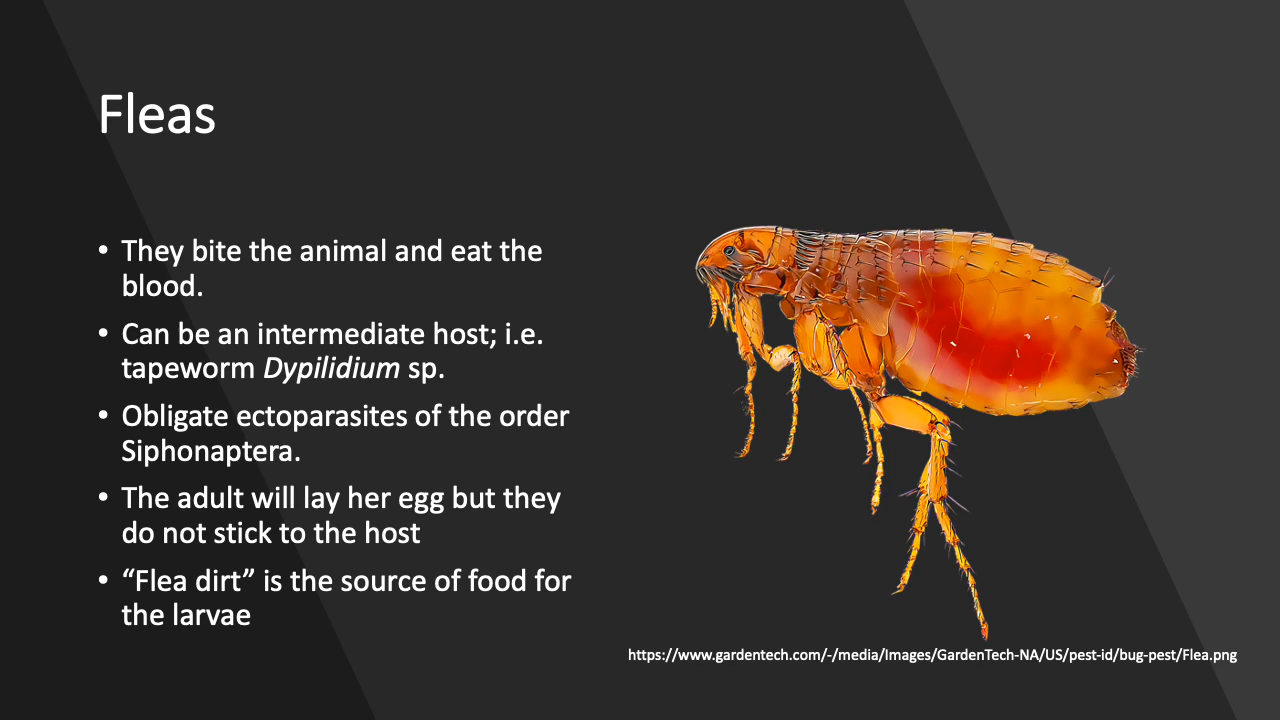 Fleas
• They bite the animal and eat the
blood.
• Can be an intermediate host; i.e.
tapeworm Dypilidium sp.
• Obligate ectoparasites of the order
Siphonaptera.
• The adult will lay her egg but they
do not stick to the host
• “Flea dirt” is the source of food for
the larvae
https://www.gardentech.com/-/media/Images/GardenTech-NA/US/pest-id/bug-pest/Flea.png